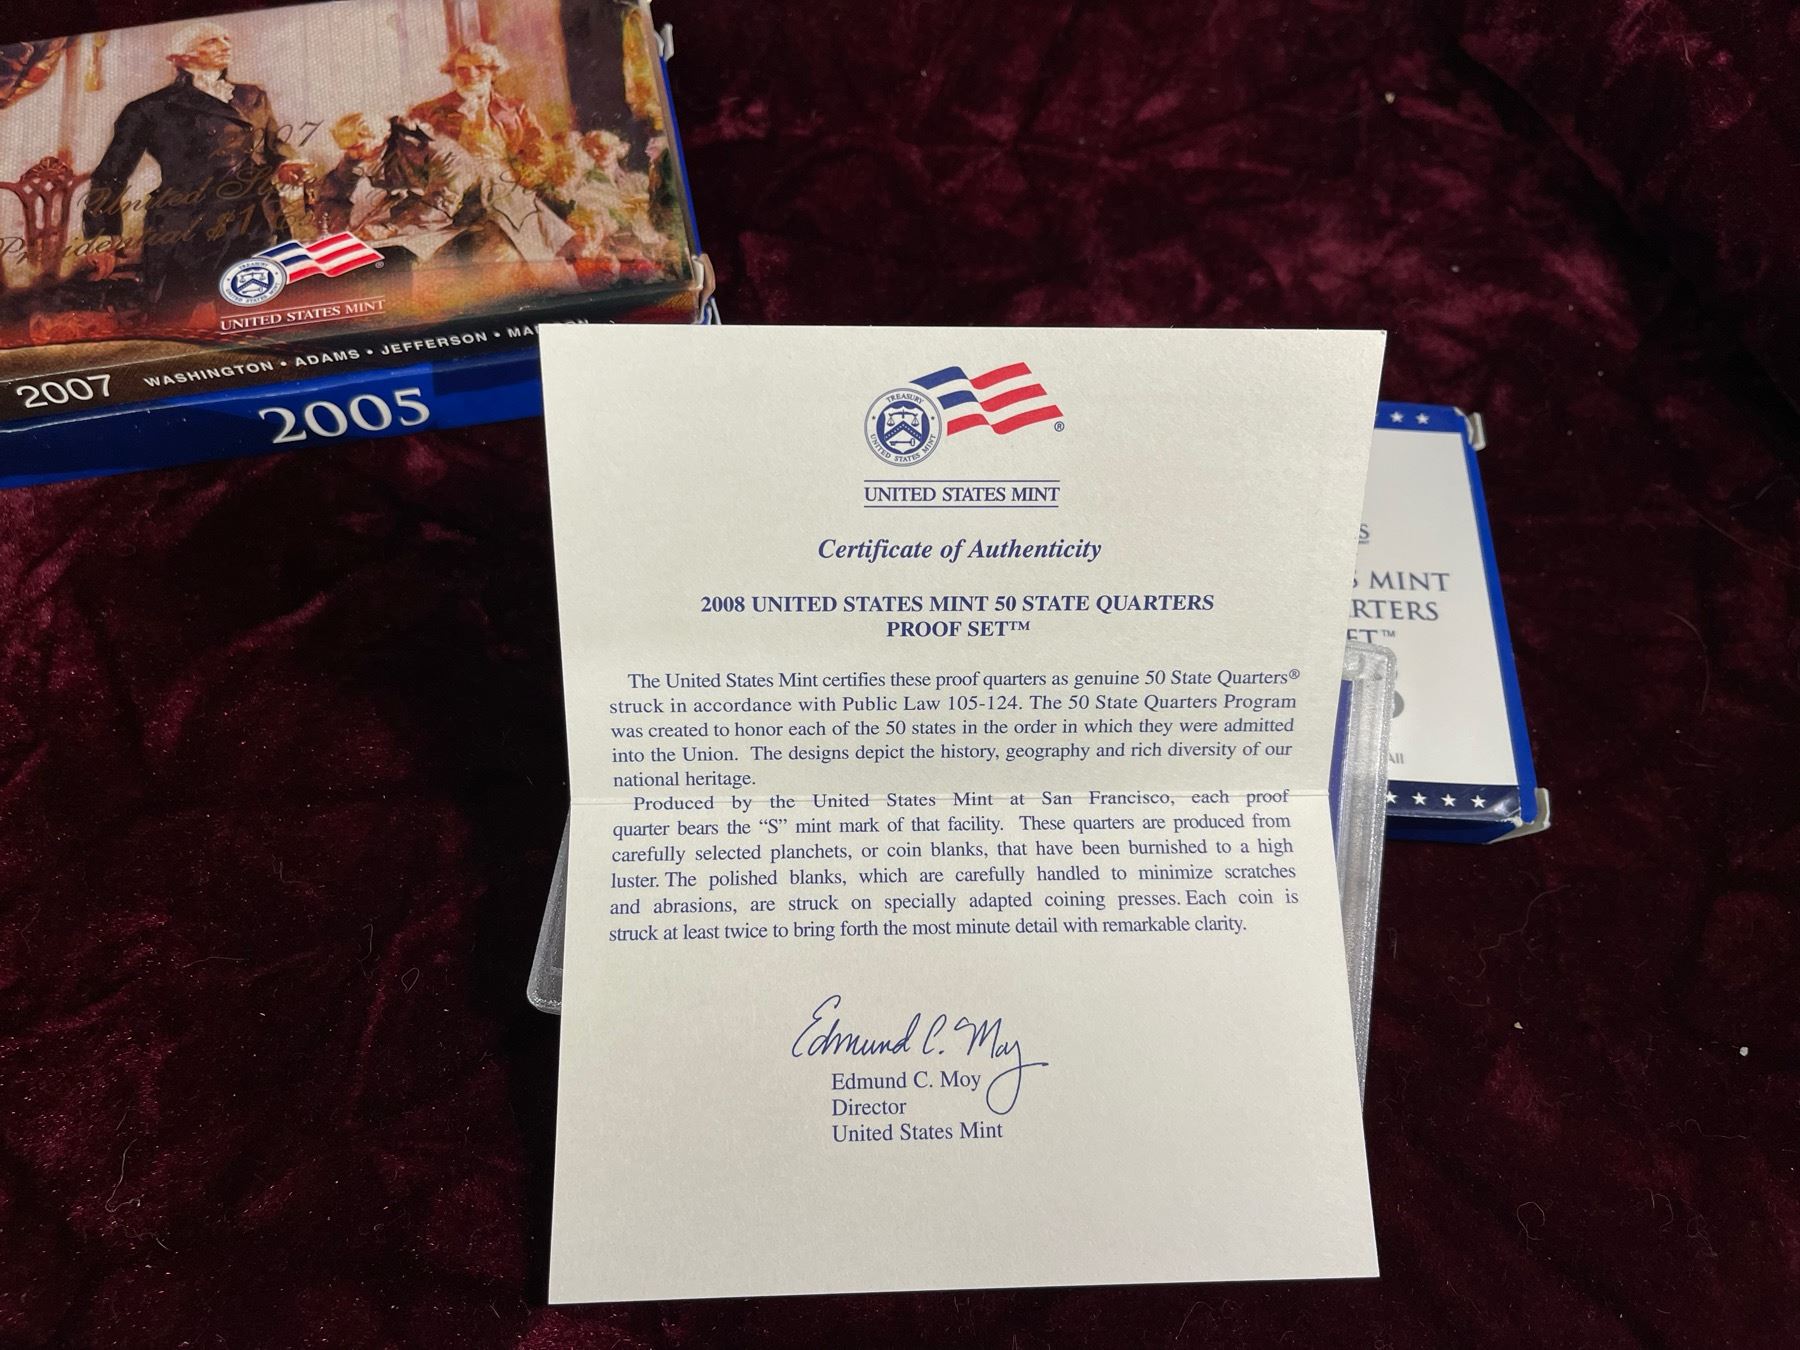 2007
United
Presidential $1
TREASURY
UNITED STATES MINT
®
UNITED STATES MINT
2007 WASHINGTON • ADAMS • JEFFERSON •
2005
TREASURY
UNITED STATES MINT
®
UNITED STATES MINT
Certificate of Authenticity
2008 UNITED STATES MINT 50 STATE QUARTERS
PROOF SET™
The United States Mint certifies these proof quarters as genuine 50 State Quarters®
struck in accordance with Public Law 105-124. The 50 State Quarters Program
was created to honor each of the 50 states in the order in which they were admitted
into the Union. The designs depict the history, geography and rich diversity of our
national heritage.
Produced by the United States Mint at San Francisco, each proof
quarter bears the “S” mint mark of that facility. These quarters are produced from
carefully selected planchets, or coin blanks, that have been burnished to a high
luster. The polished blanks, which are carefully handled to minimize scratches
and abrasions, are struck on specially adapted coining presses. Each coin is
struck at least twice to bring forth the most minute detail with remarkable clarity.
Edmund C. Moy
Edmund C. Moy
Director
United States Mint
S
S MINT
RTERS
ET™
AII